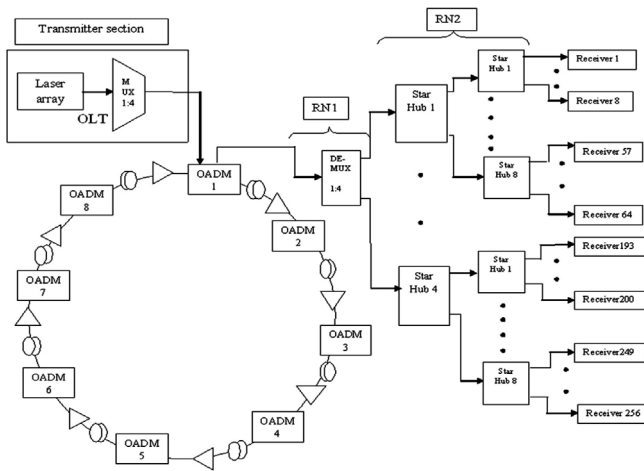 Transmitter section
Laser
array
OLT
M
UX
1:4
RN1
DE-
MUX
1:4
RN2
Star
Hub 1
Star
Hub 4
Star
Hub 1
Star
Hub 8
Star
Hub 1
Star
Hub 8
Receiver 1
Receiver 8
Receiver 57
Receiver 64
Receiver193
Receiver200
Receiver249
Receiver 256
OADM
1
OADM
2
OADM
3
OADM
4
OADM
5
OADM
6
OADM
7
OADM
8